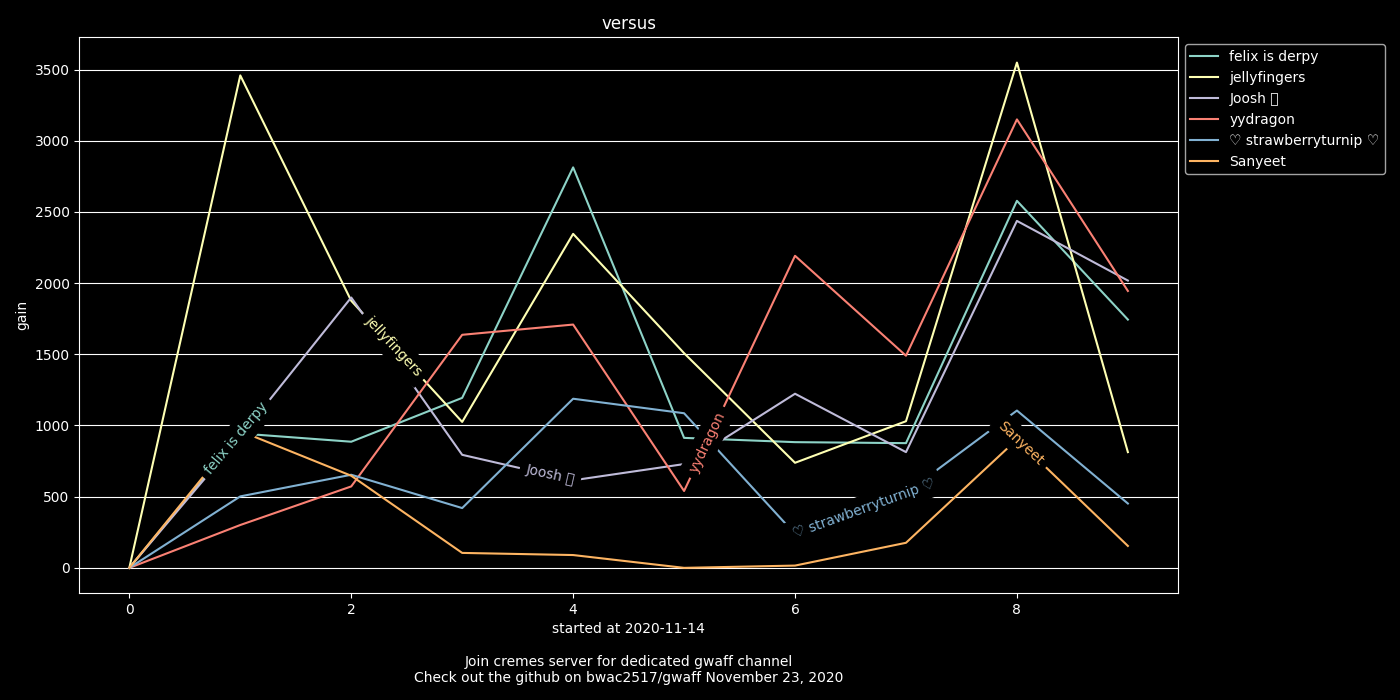 versus
3500
3000
2500
2000
1500
1000
500
0
gain
0 2 4 6 8
started at 2020-11-14
felix is derpy
jellyfingers
Joosh
yydragon
♡ strawberryturnip ♡
Sanyeet
felix is derpy
jellyfingers
Joosh
yydragon
♡ strawberryturnip ♡
Sanyeet
Join cremes server for dedicated gwaff channel
Check out the github on bwac2517/gwaff November 23, 2020